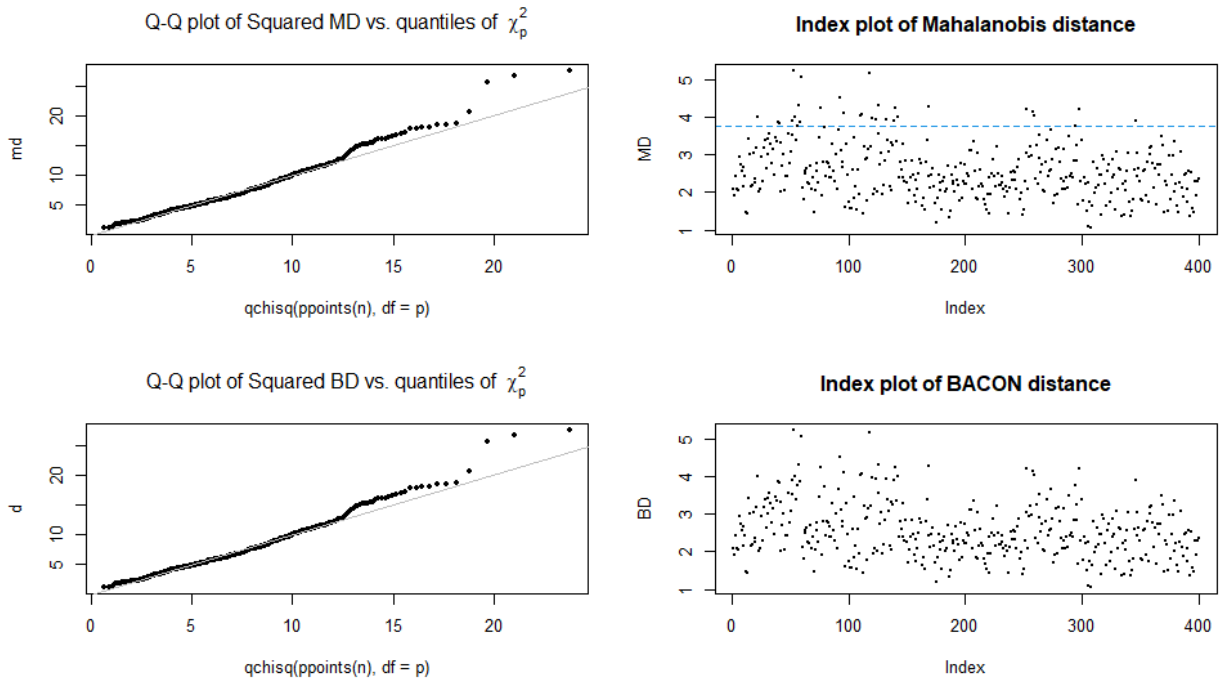 Q-Q plot of Squared MD vs. quantiles of χ²ₚ
md
5
10
20
0 5 10 15 20
qchisq(ppoints(n), df = p)
Index plot of Mahalanobis distance
MD
1
2
3
4
5
0 100 200 300 400
Index
Q-Q plot of Squared BD vs. quantiles of χ²ₚ
d
5
10
20
0 5 10 15 20
qchisq(ppoints(n), df = p)
Index plot of BACON distance
BD
1
2
3
4
5
0 100 200 300 400
Index